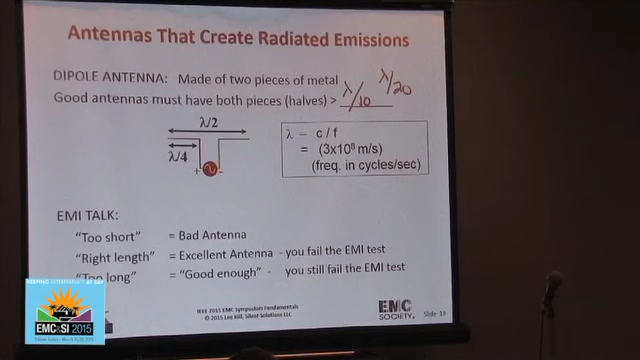 Antennas That Create Radiated Emissions
DIPOLE ANTENNA: Made of two pieces of metal
Good antennas must have both pieces (halves) > λ/10 λ/20
λ/2
λ/4
+ -
λ = c / f
= (3x10⁸ m/s)
(freq. in cycles/sec)
EMI TALK:
"Too short" = Bad Antenna
"Right length" = Excellent Antenna - you fail the EMI test
"Too long" = "Good enough" - you still fail the EMI test
EMC&SI 2015
IEEE 2015 EMC Symposium Fundamentals
© 2015 Lee Hill, Silent Solutions LLC
EMC
SOCIETY
Slide- 13